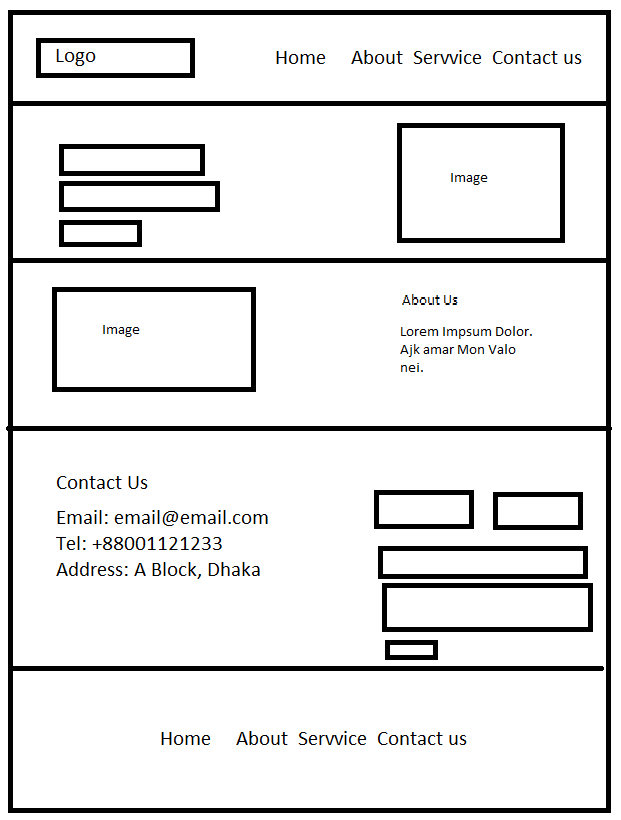 Logo
Home About Servvice Contact us
Image
Image
About Us
Lorem Impsum Dolor.
Ajk amar Mon Valo
nei.
Contact Us
Email: email@email.com
Tel: +88001121233
Address: A Block, Dhaka
Home About Servvice Contact us